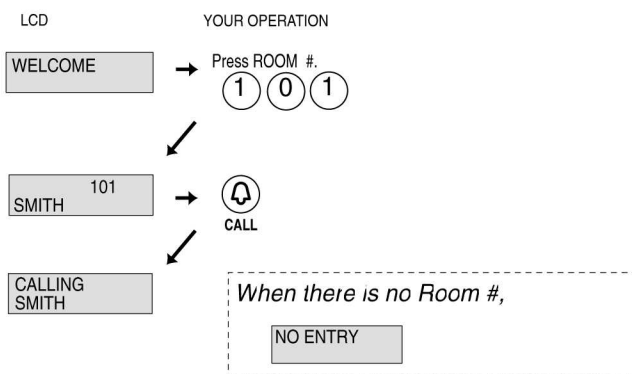 LCD YOUR OPERATION
WELCOME
Press ROOM #.
1 0 1
101
SMITH
CALL
CALLING
SMITH
When there is no Room #,
NO ENTRY